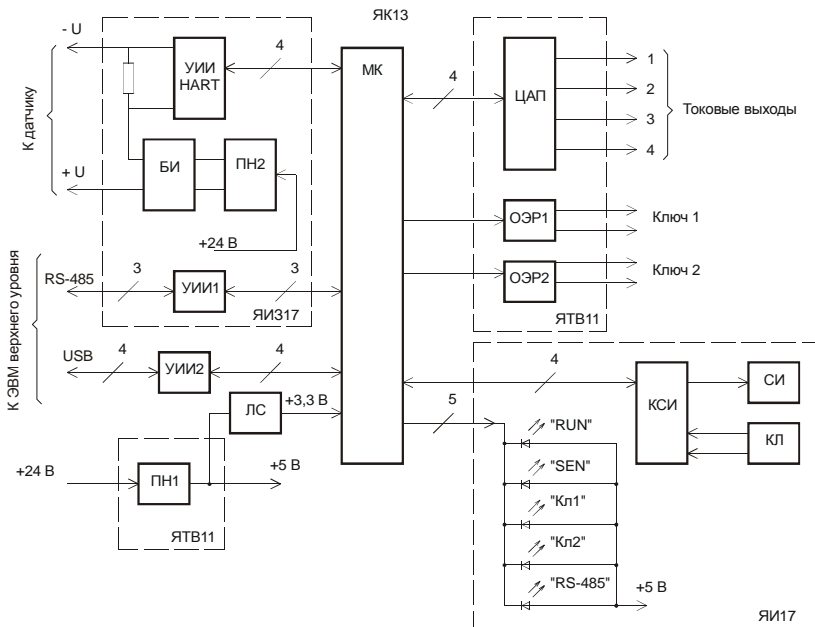 ЯК13
- U
УИИ
HART
4
МК
4
ЦАП
1
2
3
4
Токовые выходы
К датчику
БИ
ПН2
+ U
+24 В
ОЭР1
Ключ 1
ОЭР2
Ключ 2
ЯТВ11
К ЭВМ верхнего уровня
RS-485
3
УИИ1
3
ЯИЗ17
USB
4
УИИ2
4
ЛС
+3,3 В
4
КСИ
СИ
КЛ
5
"RUN"
"SEN"
"Кл1"
"Кл2"
"RS-485"
+5 В
ЯИ17
+24 В
ПН1
+5 В
ЯТВ11